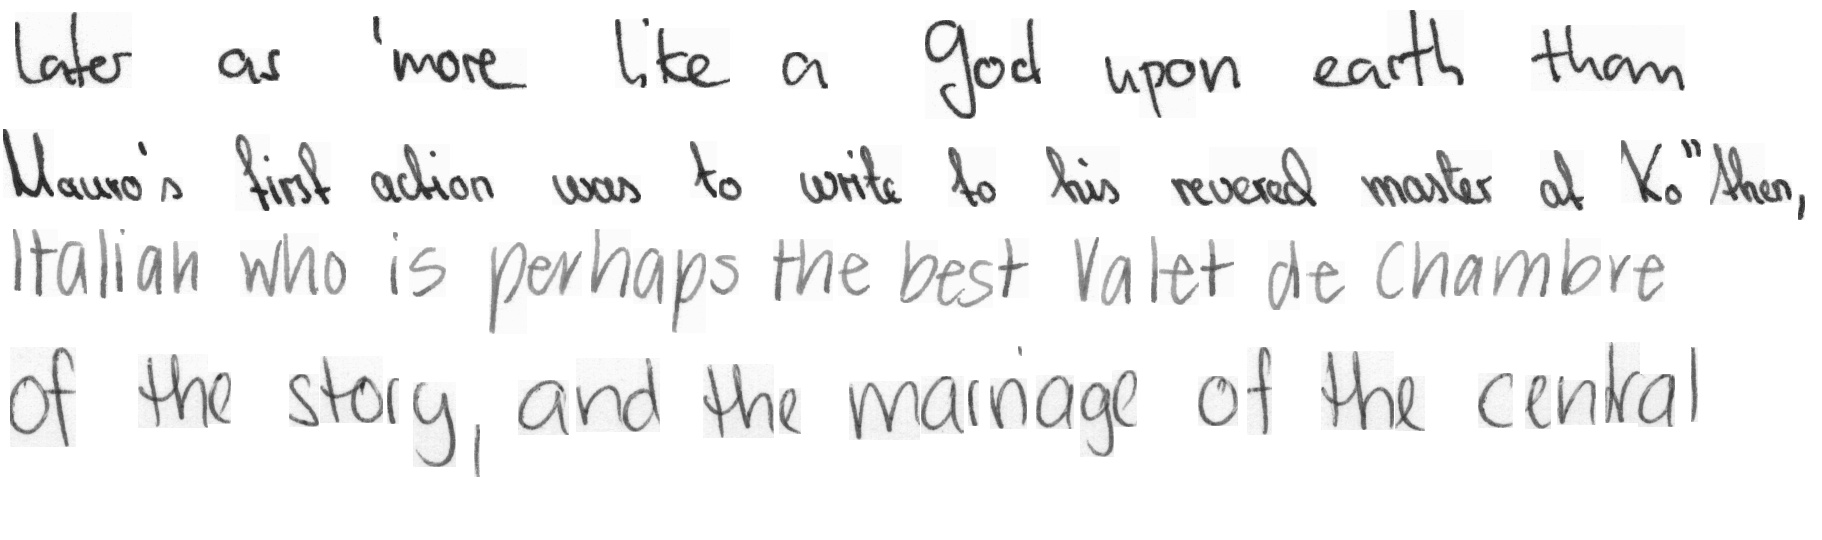 later as 'more like a god upon earth than
Mauro's first action was to write to his revered master at Ko"then,
Italian who is perhaps the best Valet de Chambre
of the story, and the marriage of the central